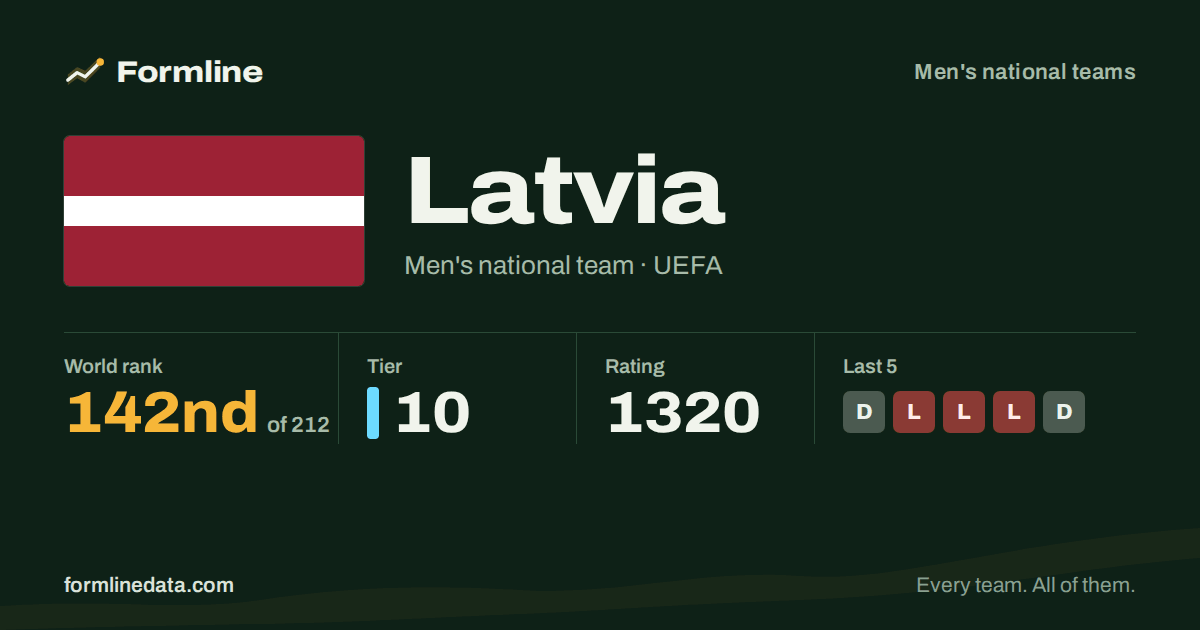 Formline
Men's national teams
Latvia
Men's national team · UEFA
World rank
142nd of 212
Tier
10
Rating
1320
Last 5
D L L L D
formlinedata.com
Every team. All of them.